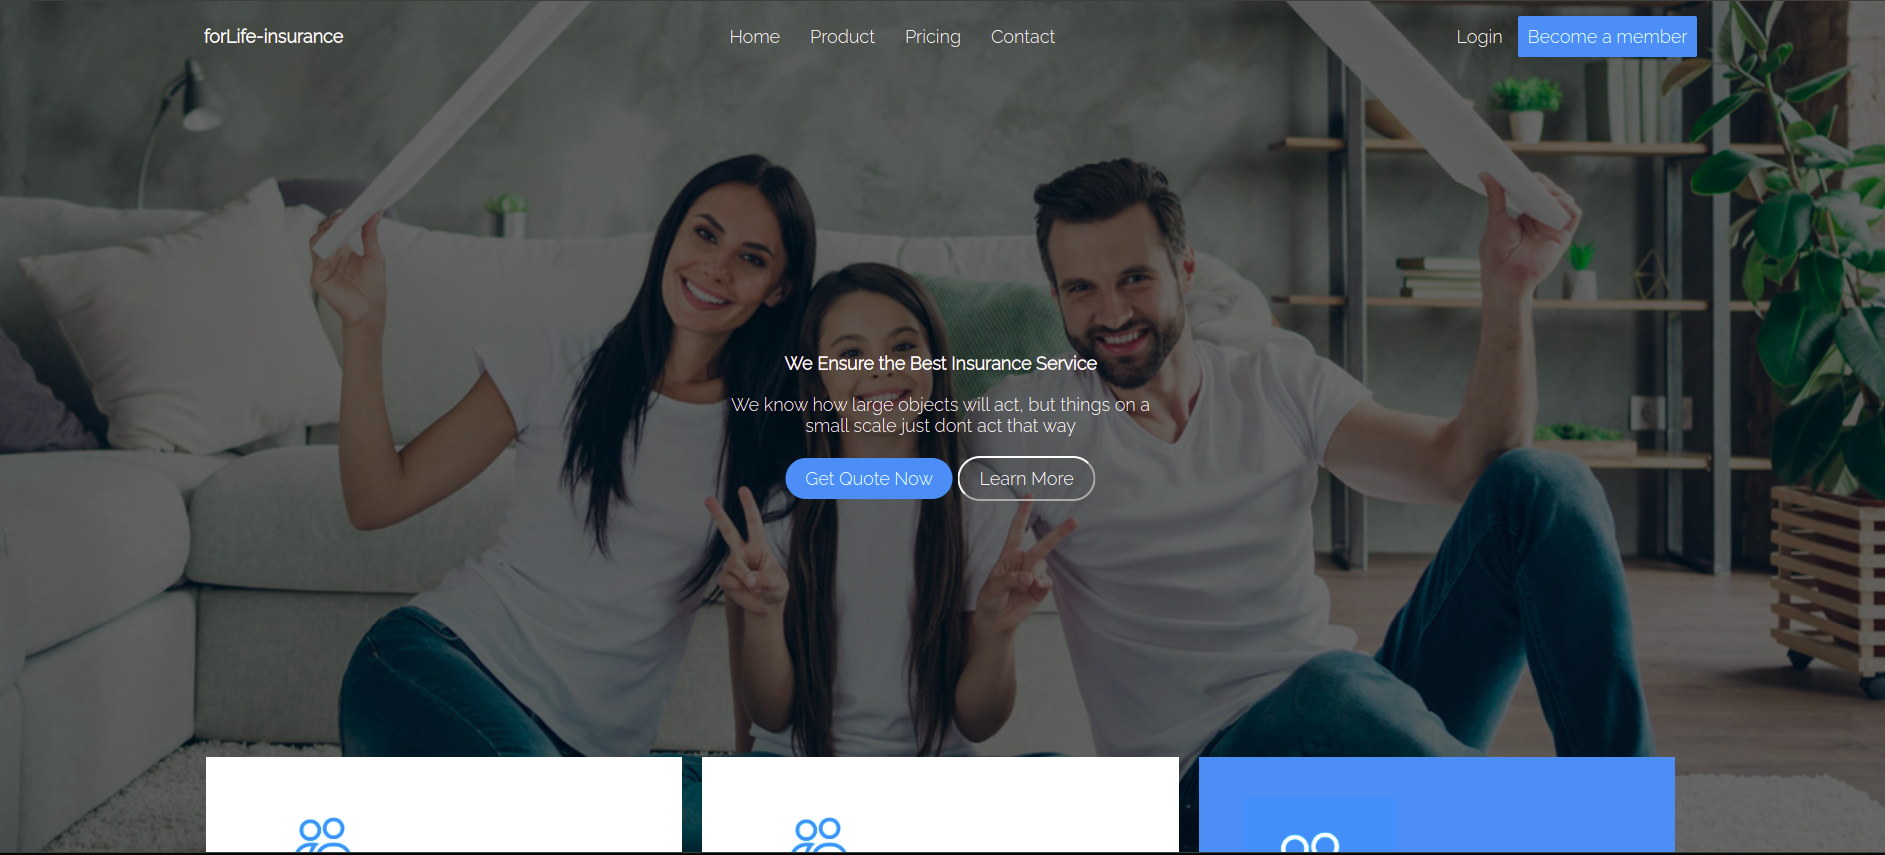 forLife-insurance
Home Product Pricing Contact
Login Become a member
We Ensure the Best Insurance Service
We know how large objects will act, but things on a
small scale just dont act that way
Get Quote Now Learn More